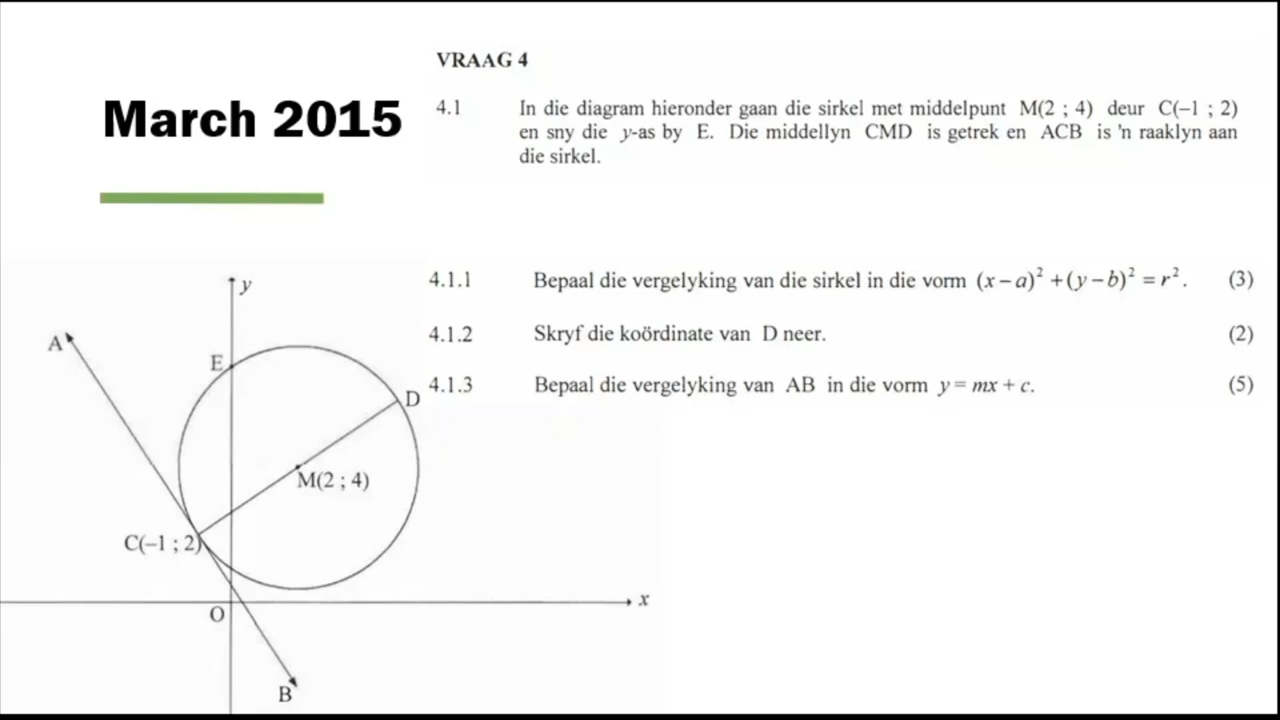 March 2015
VRAAG 4
4.1 In die diagram hieronder gaan die sirkel met middelpunt M(2 ; 4) deur C(–1 ; 2)
en sny die y-as by E. Die middellyn CMD is getrek en ACB is 'n raaklyn aan
die sirkel.
4.1.1 Bepaal die vergelyking van die sirkel in die vorm (x – a)² + (y – b)² = r². (3)
4.1.2 Skryf die koördinate van D neer. (2)
4.1.3 Bepaal die vergelyking van AB in die vorm y = mx + c. (5)
y
A
E
D
M(2 ; 4)
C(–1 ; 2)
x
O
B